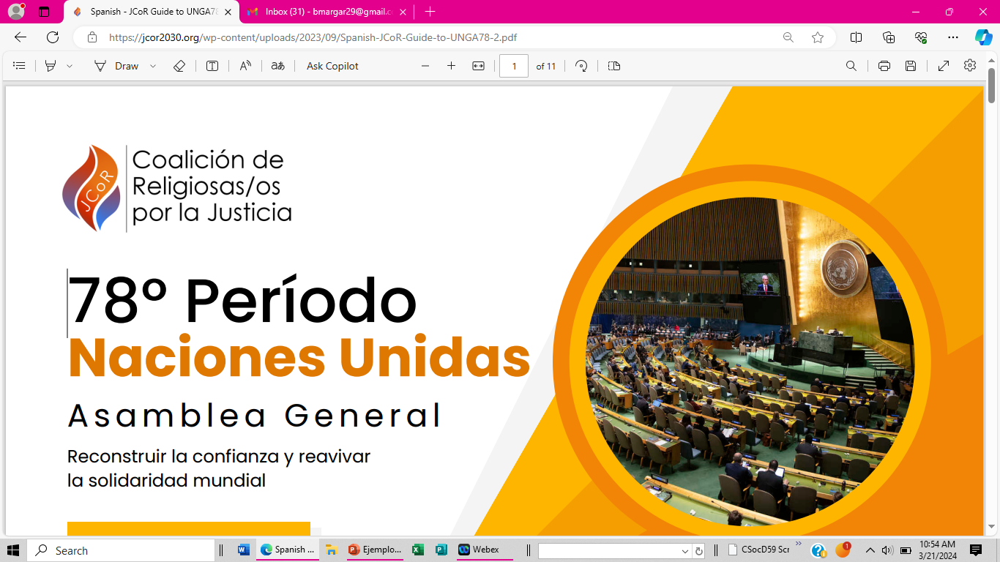 Spanish - JCoR Guide to UNGA78
Inbox (31) - bmargar29@gmail.c
https://jcor2030.org/wp-content/uploads/2023/09/Spanish-JCoR-Guide-to-UNGA78-2.pdf
Draw
aあ
Ask Copilot
1 of 11
JCoR
Coalición de
Religiosas/os
por la Justicia
78º Período
Naciones Unidas
Asamblea General
Reconstruir la confianza y reavivar
la solidaridad mundial
Search
Spanish ...
Ejemplo...
Webex
CSocD59 Scr
1
10:54 AM
3/21/2024